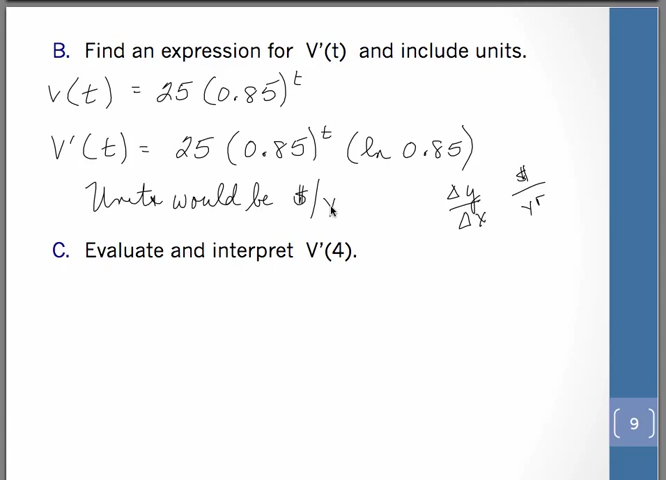 B. Find an expression for V'(t) and include units.
v(t) = 25 (0.85)^t
V'(t) = 25 (0.85)^t (ln 0.85)
Units would be $/y
Δy/Δx $/yr
C. Evaluate and interpret V'(4).
9